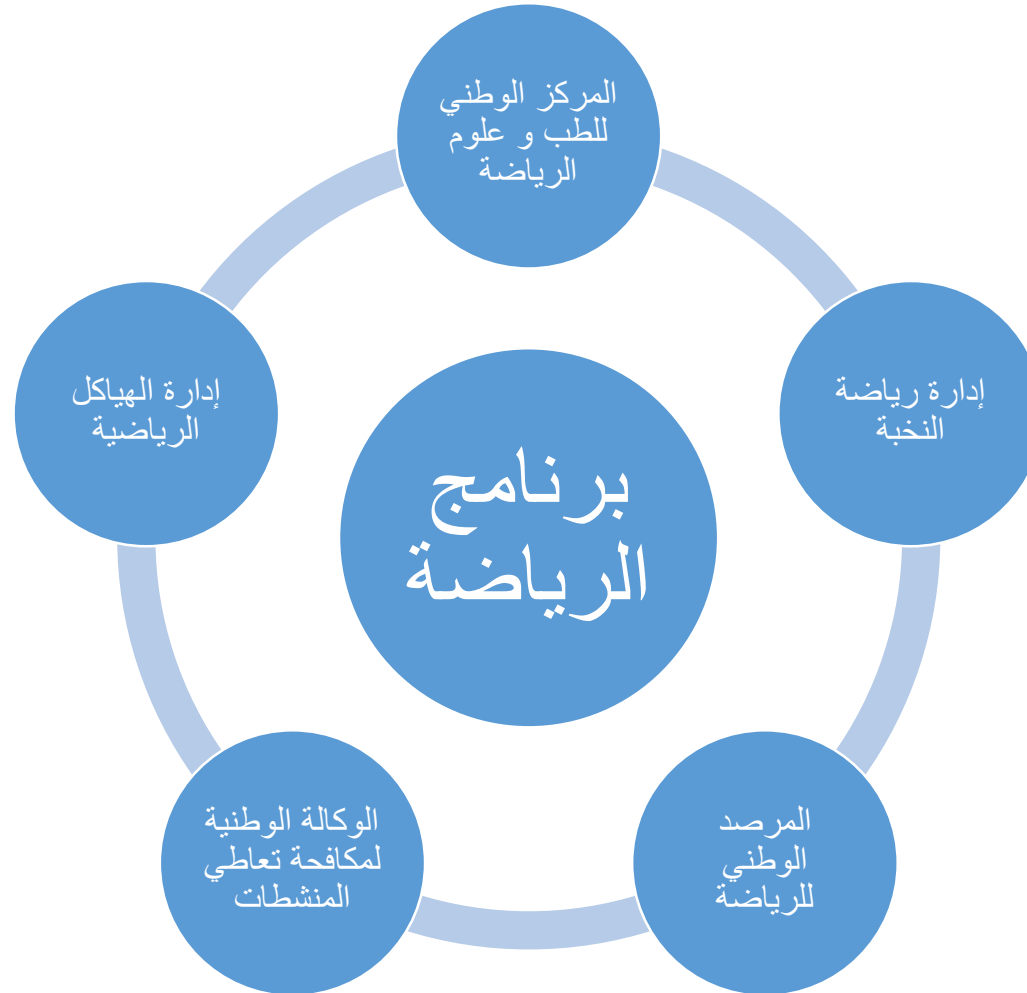 المركز الوطني
للطب و علوم
الرياضة
إدارة رياضة
النخبة
إدارة الهياكل
الرياضية
برنامج
الرياضة
المرصد
الوطني
للرياضة
الوكالة الوطنية
لمكافحة تعاطي
المنشطات